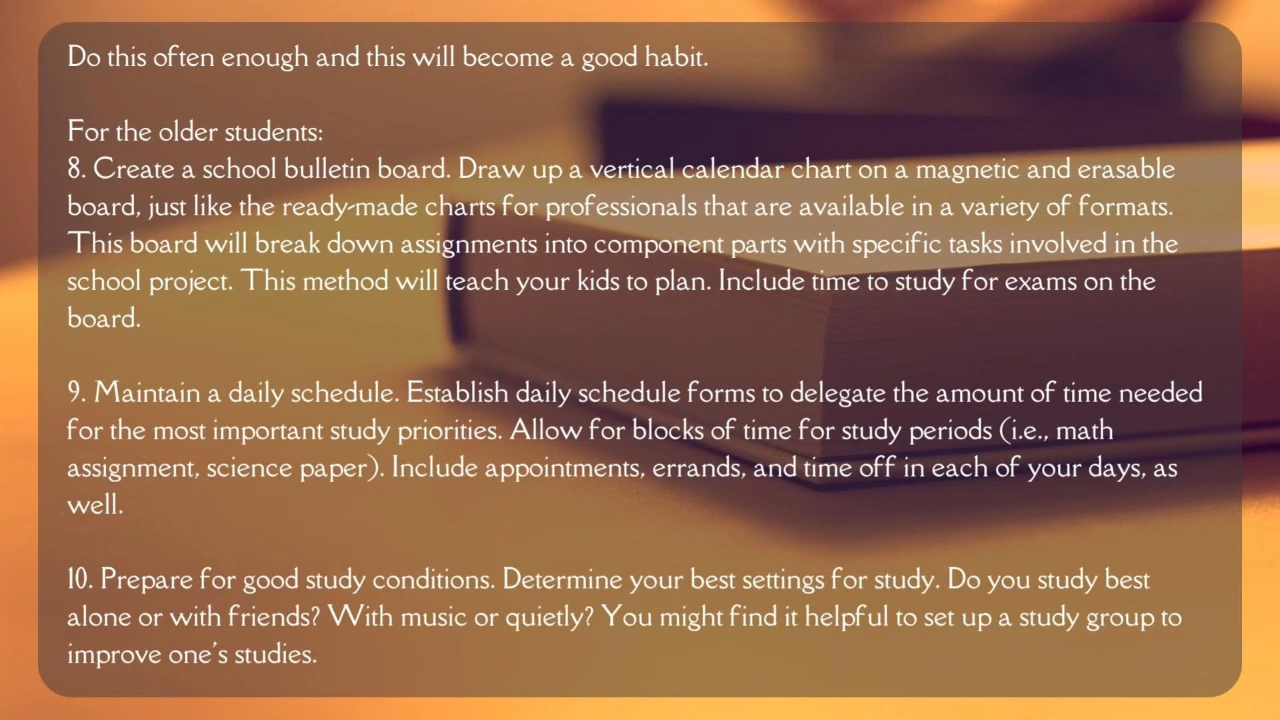 Do this often enough and this will become a good habit.
For the older students:
8. Create a school bulletin board. Draw up a vertical calendar chart on a magnetic and erasable
board, just like the ready-made charts for professionals that are available in a variety of formats.
This board will break down assignments into component parts with specific tasks involved in the
school project. This method will teach your kids to plan. Include time to study for exams on the
board.
9. Maintain a daily schedule. Establish daily schedule forms to delegate the amount of time needed
for the most important study priorities. Allow for blocks of time for study periods (i.e., math
assignment, science paper). Include appointments, errands, and time off in each of your days, as
well.
10. Prepare for good study conditions. Determine your best settings for study. Do you study best
alone or with friends? With music or quietly? You might find it helpful to set up a study group to
improve one's studies.